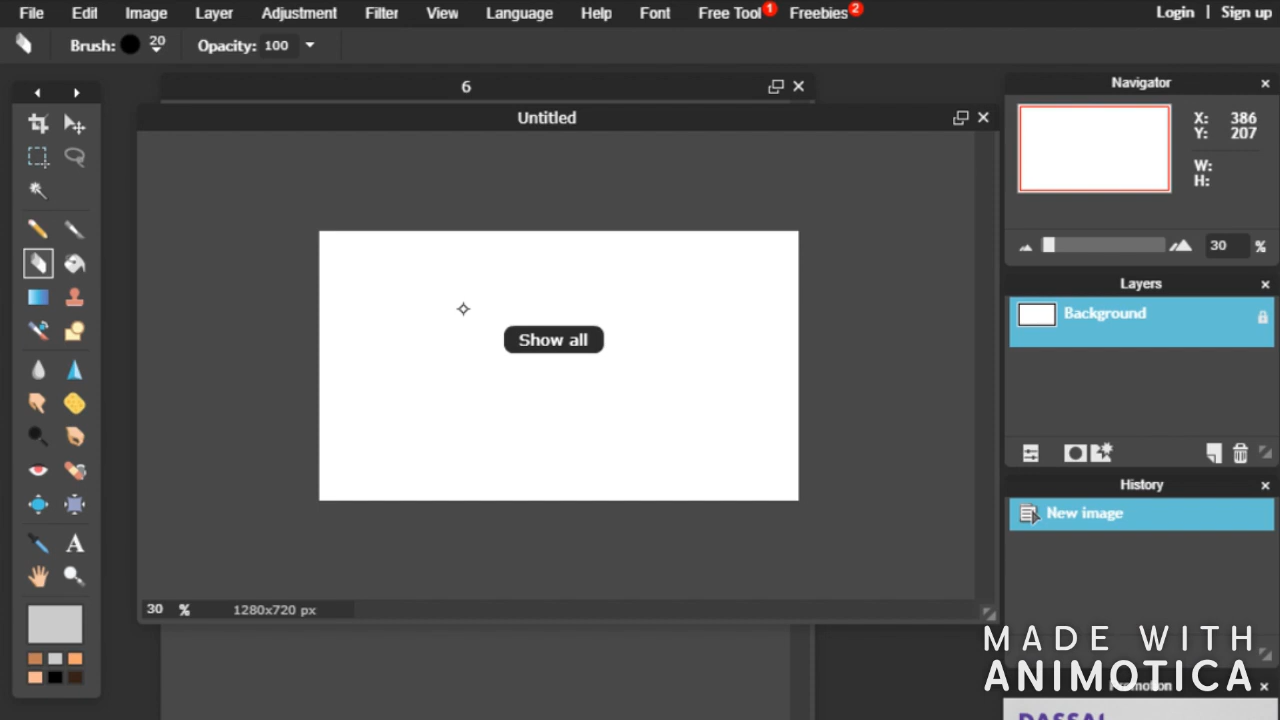 File Edit Image Layer Adjustment Filter View Language Help Font Free Tool 1 Freebies 2 Login | Sign up
Brush: 20 Opacity: 100
6
Untitled
Navigator
X: 386
Y: 207
W:
H:
30 %
Show all
Layers
Background
History
New image
A
30 % 1280x720 px
MADE WITH
ANIMOTICA
Promotion